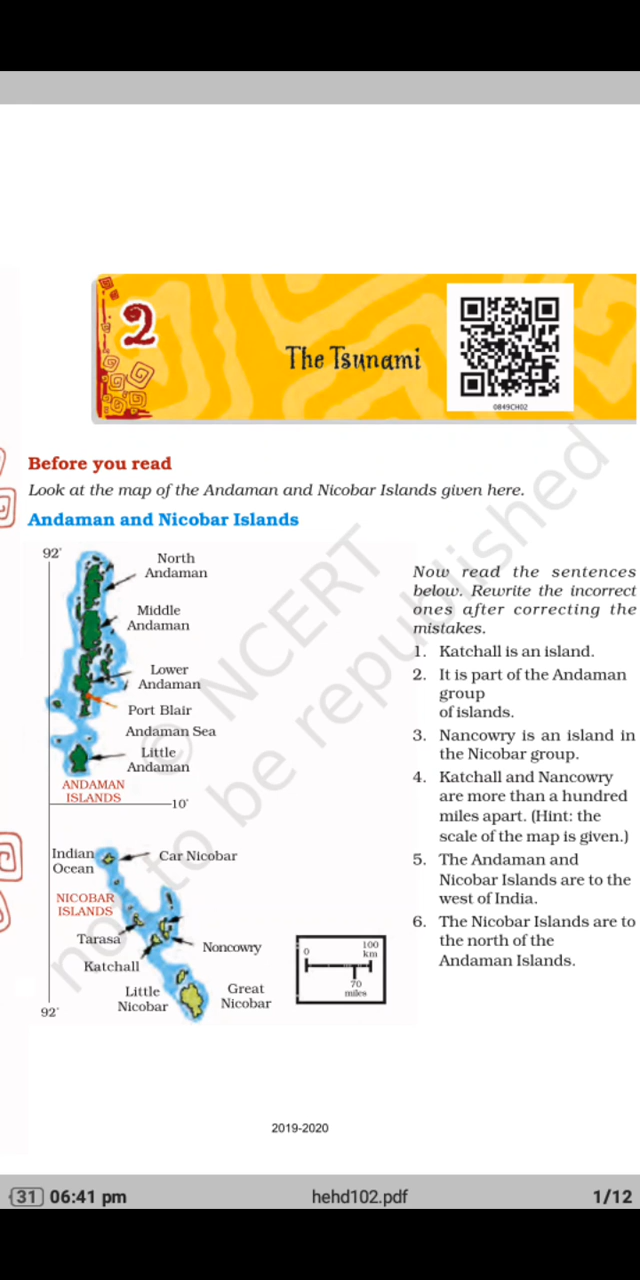 2
The Tsunami
0849CH02
Before you read
Look at the map of the Andaman and Nicobar Islands given here.
Andaman and Nicobar Islands
92°
North
Andaman
Middle
Andaman
Lower
Andaman
Port Blair
Andaman Sea
Little
Andaman
ANDAMAN
ISLANDS
10°
Indian
Ocean
Car Nicobar
NICOBAR
ISLANDS
Tarasa
Noncowry
Katchall
Little
Nicobar
Great
Nicobar
92°
0
100
km
70
miles
Now read the sentences
below. Rewrite the incorrect
ones after correcting the
mistakes.
1. Katchall is an island.
2. It is part of the Andaman
group
of islands.
3. Nancowry is an island in
the Nicobar group.
4. Katchall and Nancowry
are more than a hundred
miles apart. (Hint: the
scale of the map is given.)
5. The Andaman and
Nicobar Islands are to the
west of India.
6. The Nicobar Islands are to
the north of the
Andaman Islands.
© NCERT
not to be republished
2019-2020
31 06:41 pm
hehd102.pdf
1/12